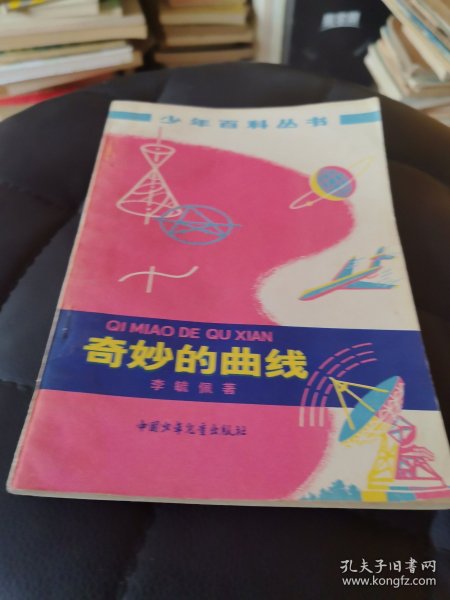 少年百科丛书
QI MIAO DE QU XIAN
奇妙的曲线
李毓佩著
中国少年儿童出版社
孔夫子旧书网
www.kongfz.com